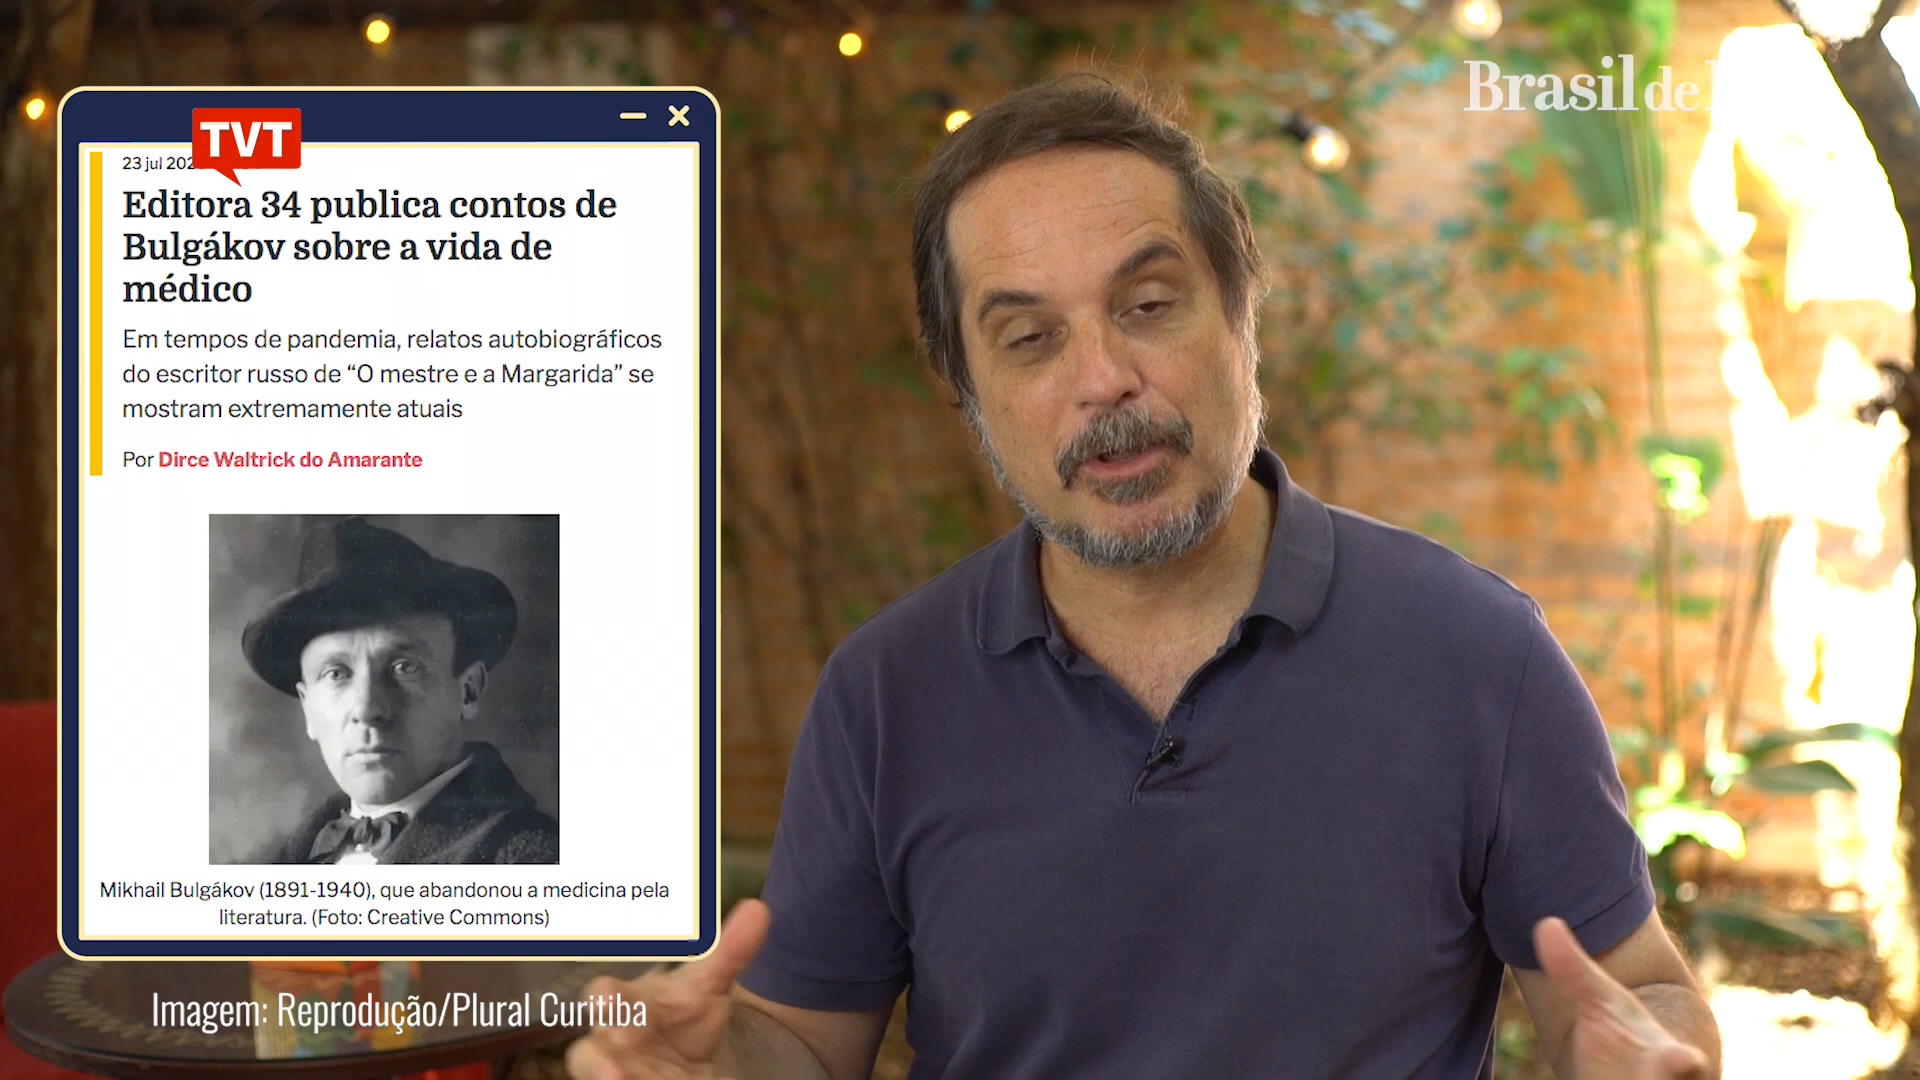 Brasil de
TVT
23 jul
Editora 34 publica contos de
Bulgákov sobre a vida de
médico
Em tempos de pandemia, relatos autobiográficos
do escritor russo de “O mestre e a Margarida” se
mostram extremamente atuais
Por Dirce Waltrick do Amarante
Mikhail Bulgákov (1891-1940), que abandonou a medicina pela
literatura. (Foto: Creative Commons)
Imagem: Reprodução/Plural Curitiba